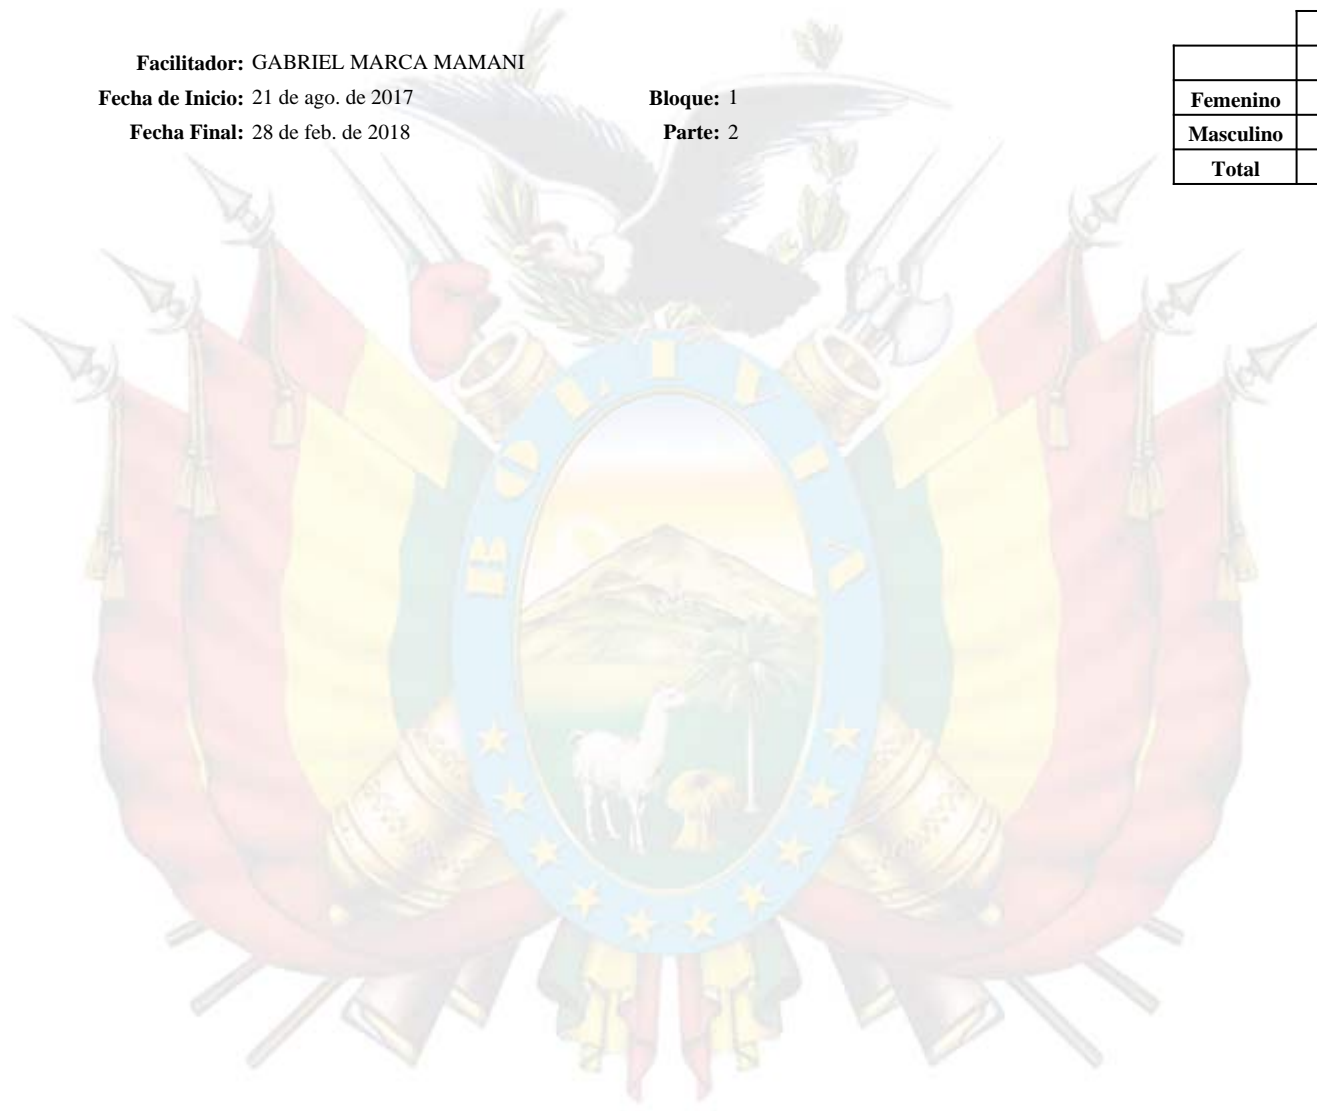 Facilitador: GABRIEL MARCA MAMANI
Fecha de Inicio: 21 de ago. de 2017 Bloque: 1
Fecha Final: 28 de feb. de 2018 Parte: 2
Femenino
Masculino
Total
BOLIVIA